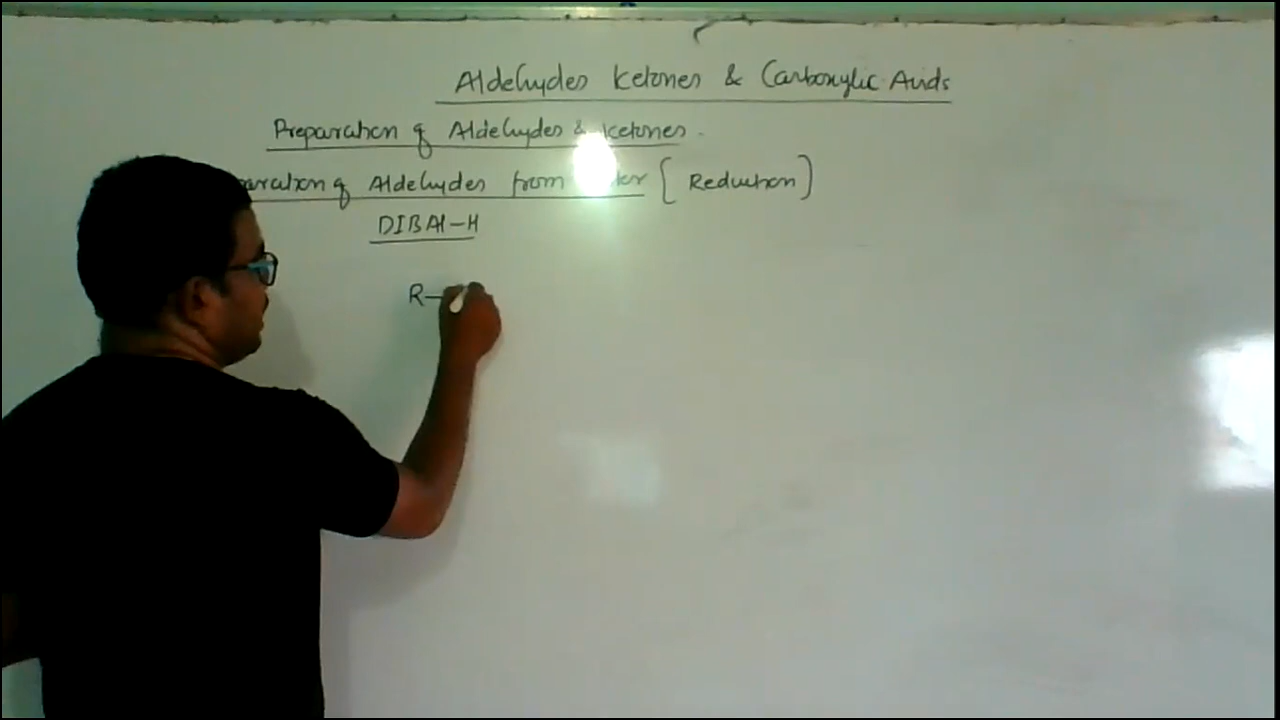 Aldehydes Ketones & Carboxylic Acids
Preparation of Aldehydes & Ketones.
of Aldehydes from [Reduction]
DIBAl-H
R-